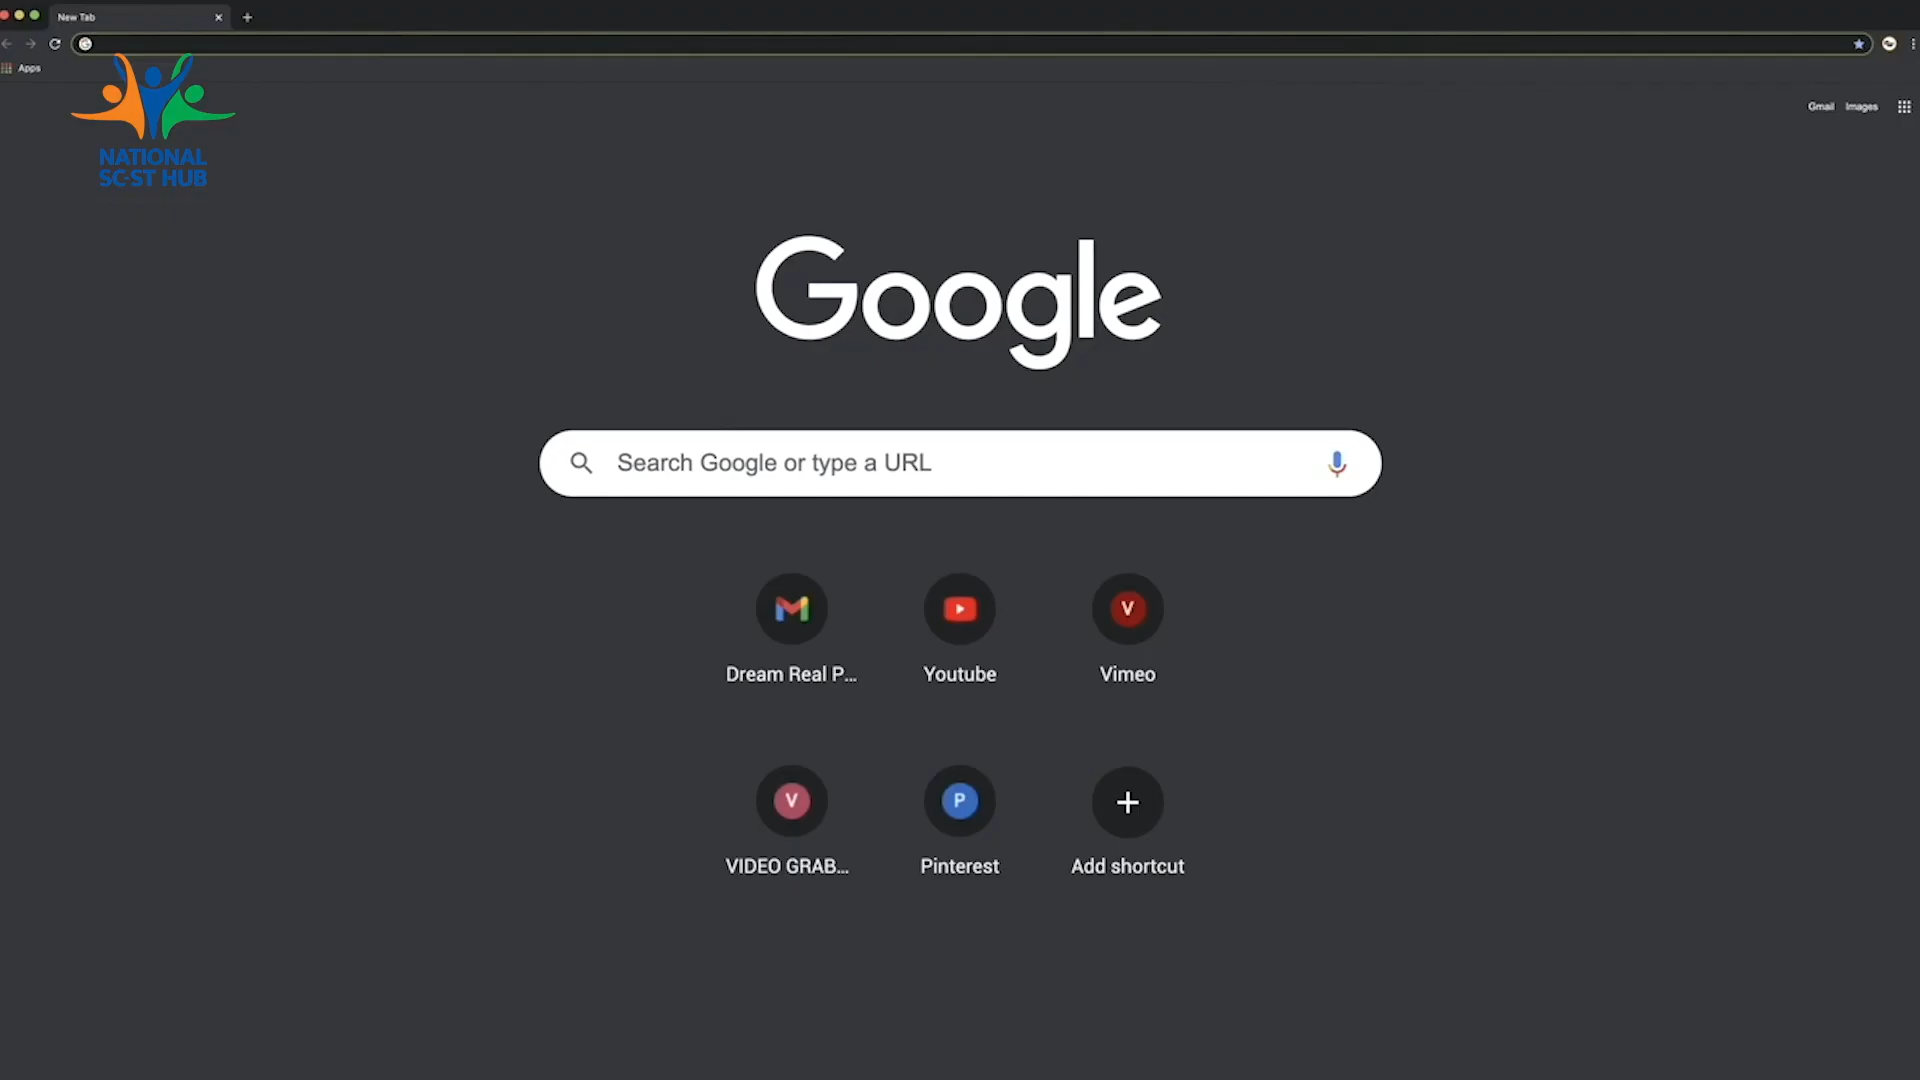 New Tab
Apps
Gmail Images
NATIONAL
SC-ST HUB
Google
Search Google or type a URL
V
Dream Real P...
Youtube
Vimeo
V
P
VIDEO GRAB...
Pinterest
Add shortcut